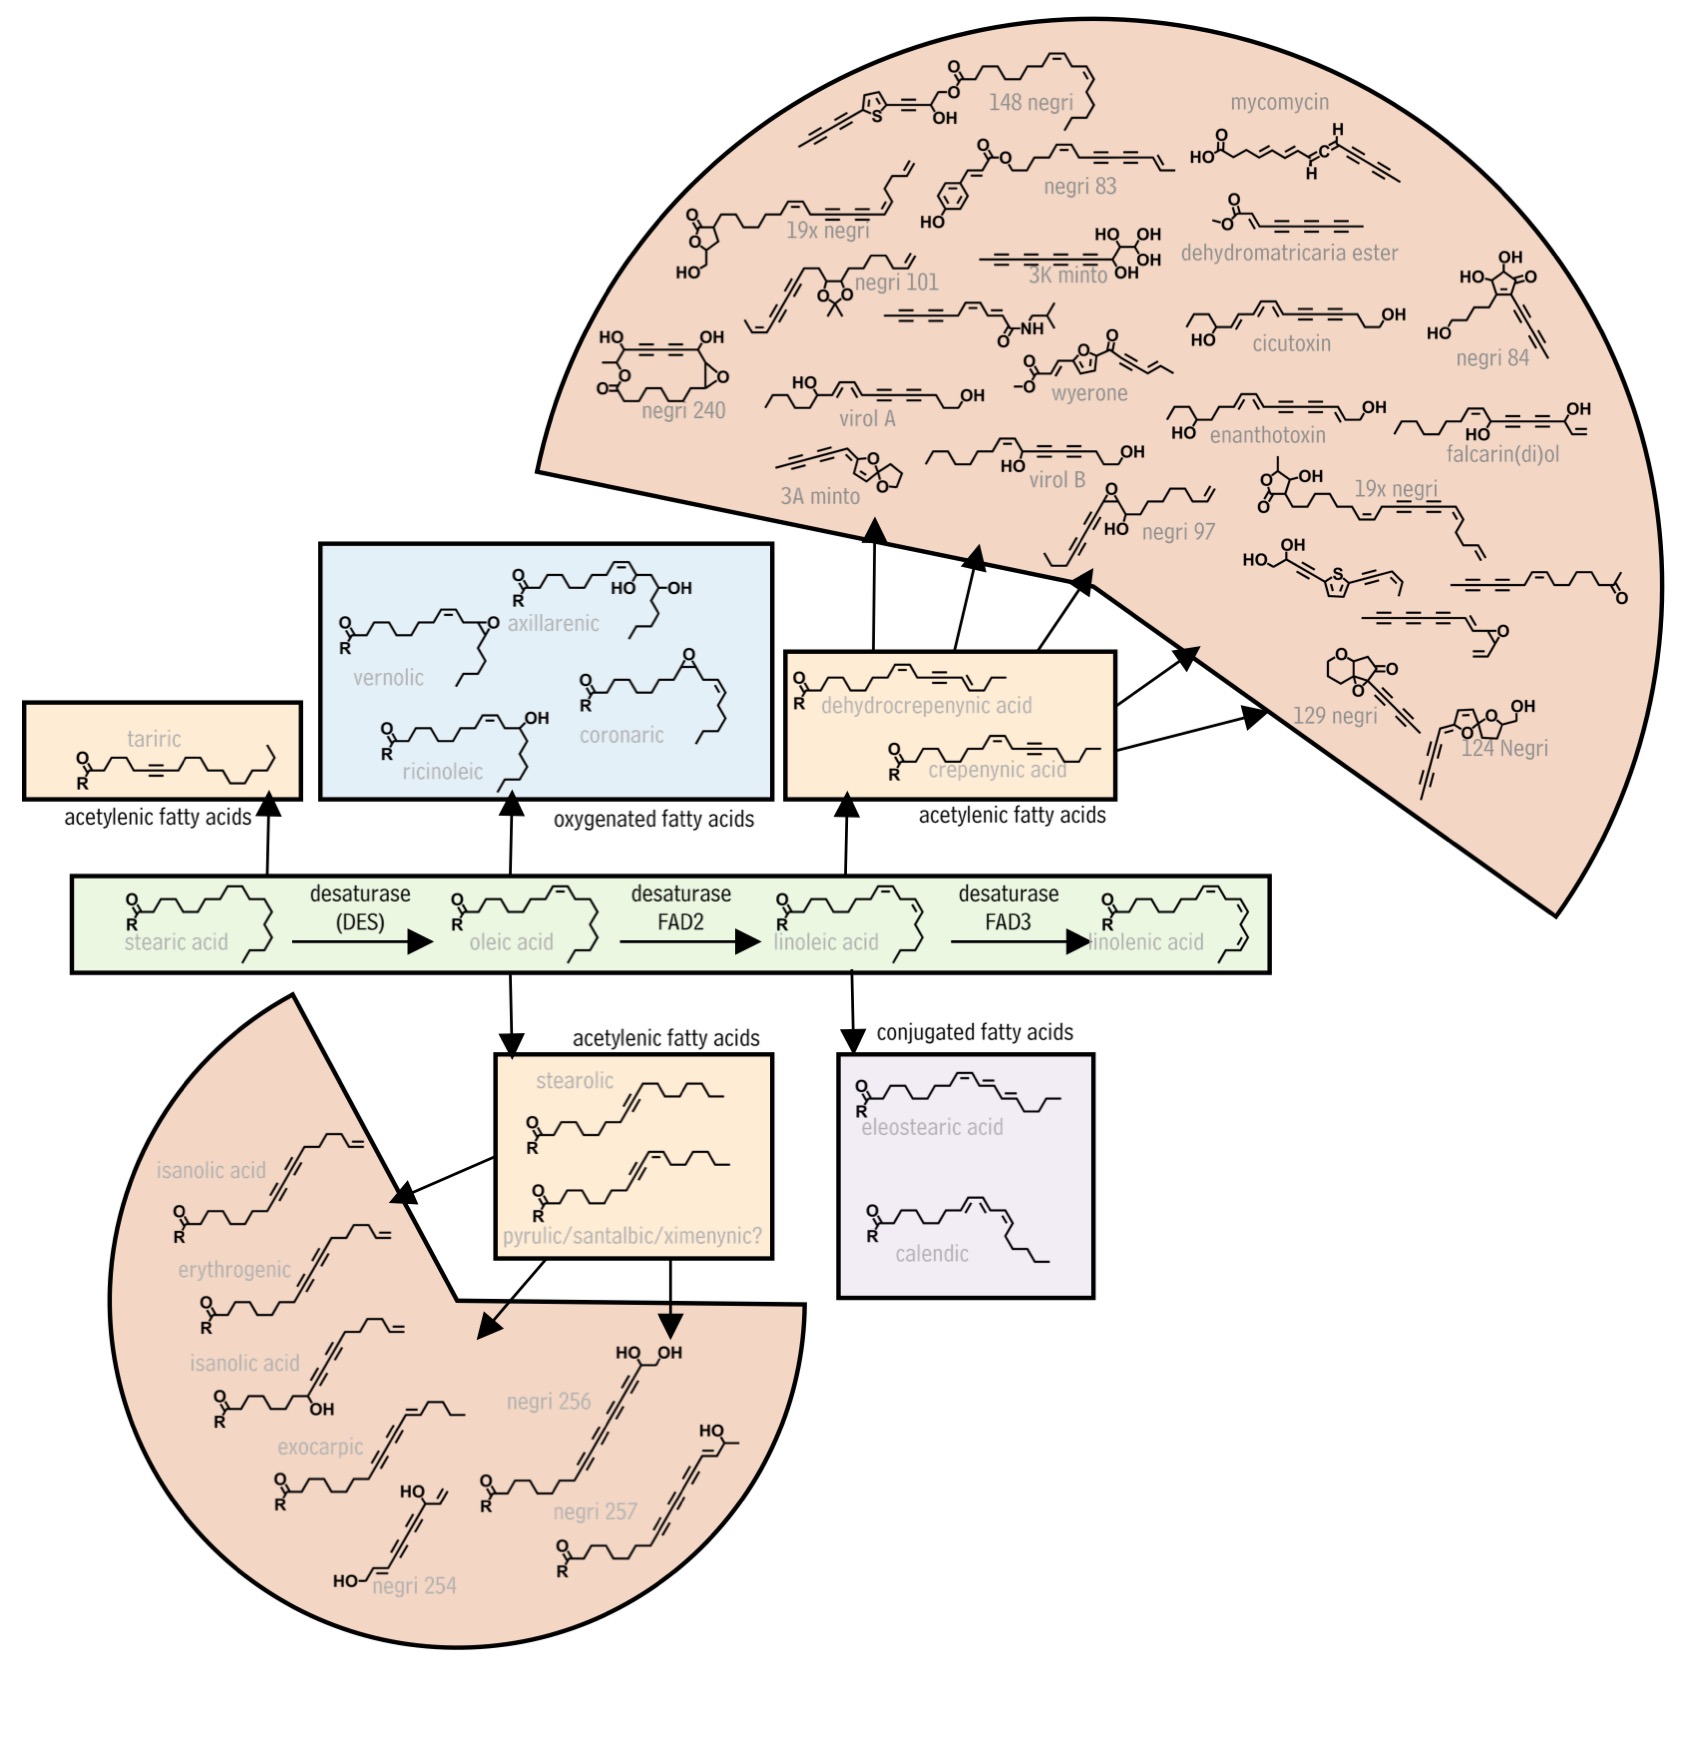 148 negri
mycomycin
negri 83
19x negri
dehydromatricaria ester
3K minto
negri 101
cicutoxin
negri 84
wyerone
negri 240
virol A
enanthotoxin
falcarin(di)ol
3A minto
virol B
19x negri
negri 97
129 negri
124 Negri
axillarenic
vernolic
coronaric
ricinoleic
oxygenated fatty acids
tariric
acetylenic fatty acids
dehydrocrepenynic acid
crepenynic acid
acetylenic fatty acids
desaturase
(DES)
desaturase
FAD2
desaturase
FAD3
stearic acid
oleic acid
linoleic acid
linolenic acid
acetylenic fatty acids
conjugated fatty acids
stearolic
pyrulic/santalbic/ximenynic?
eleostearic acid
calendic
isanolic acid
erythrogenic
isanolic acid
exocarpic
negri 256
negri 257
negri 254